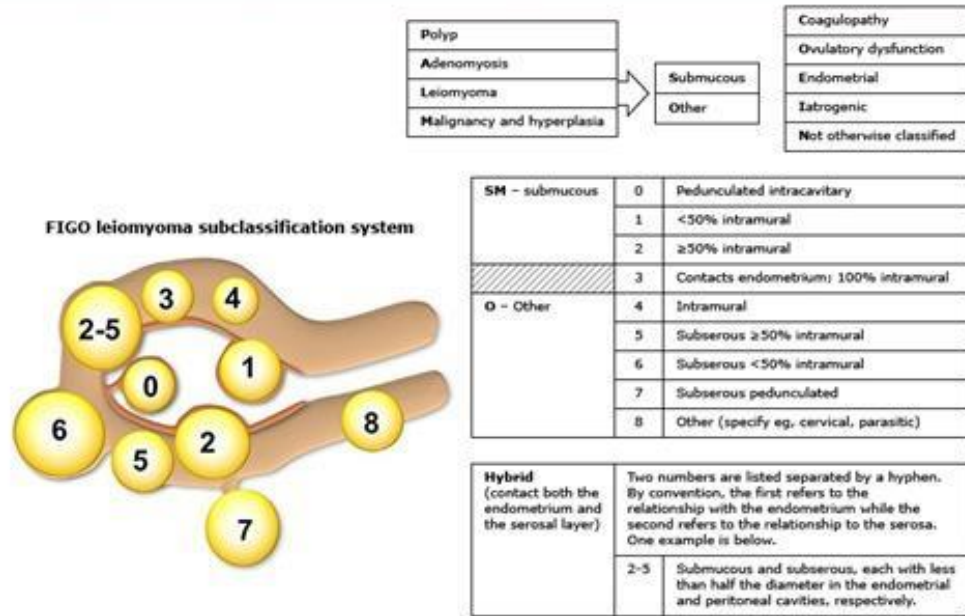 Polyp
Adenomyosis
Leiomyoma
Malignancy and hyperplasia
Submucous
Other
Coagulopathy
Ovulatory dysfunction
Endometrial
Iatrogenic
Not otherwise classified
FIGO leiomyoma subclassification system
3
4
2-5
1
0
6
2
8
5
7
SM – submucous
0 Pedunculated intracavitary
1 <50% intramural
2 ≥50% intramural
3 Contacts endometrium; 100% intramural
O – Other
4 Intramural
5 Subserous ≥50% intramural
6 Subserous <50% intramural
7 Subserous pedunculated
8 Other (specify eg, cervical, parasitic)
Hybrid
(contact both the
endometrium and
the serosal layer)
Two numbers are listed separated by a hyphen.
By convention, the first refers to the
relationship with the endometrium while the
second refers to the relationship to the serosa.
One example is below.
2-5 Submucous and subserous, each with less
than half the diameter in the endometrial
and peritoneal cavities, respectively.